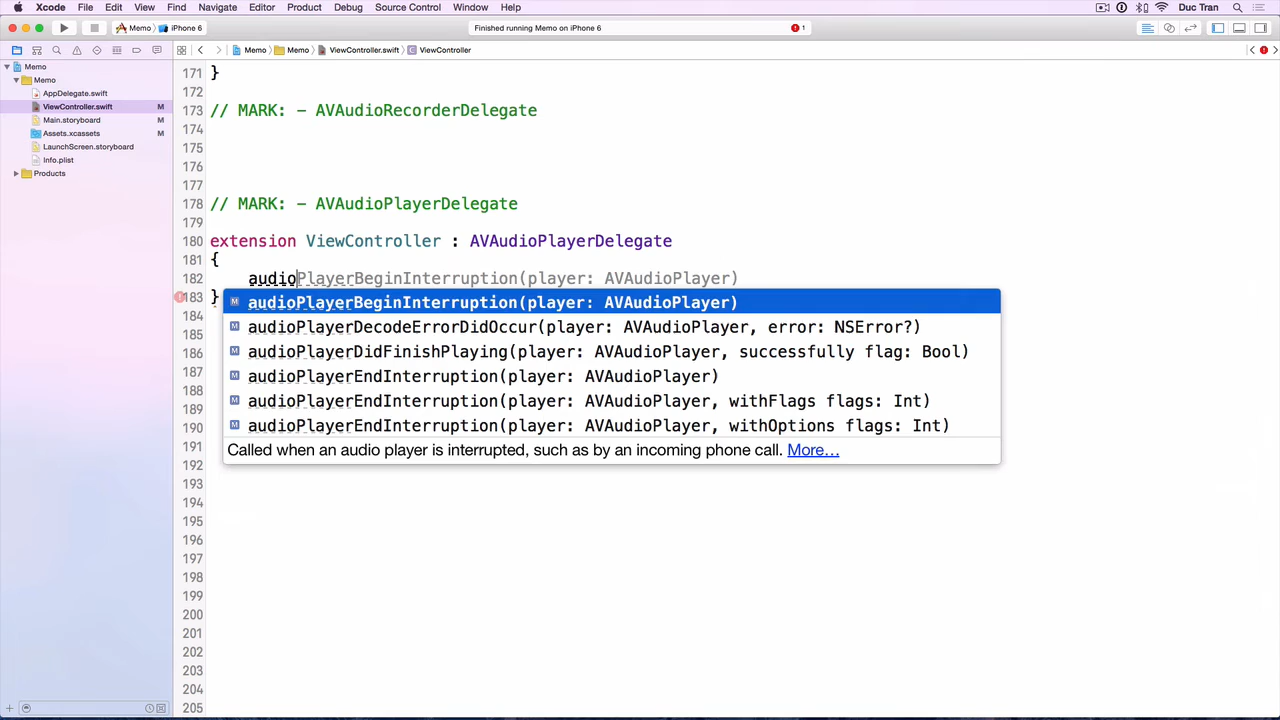 Xcode File Edit View Find Navigate Editor Product Debug Source Control Window Help Duc Tran
Memo iPhone 6 Finished running Memo on iPhone 6 1
Memo Memo ViewController.swift ViewController
Memo
Memo
AppDelegate.swift
ViewController.swift M
Main.storyboard M
Assets.xcassets M
LaunchScreen.storyboard
Info.plist
Products
171 }
172
173 // MARK: - AVAudioRecorderDelegate
174
175
176
177
178 // MARK: - AVAudioPlayerDelegate
179
180 extension ViewController : AVAudioPlayerDelegate
181 {
182 audioPlayerBeginInterruption(player: AVAudioPlayer)
183 }
184
185
186
187
188
189
190
191
192
193
194
195
196
197
198
199
200
201
202
203
204
205
M audioPlayerBeginInterruption(player: AVAudioPlayer)
M audioPlayerDecodeErrorDidOccur(player: AVAudioPlayer, error: NSError?)
M audioPlayerDidFinishPlaying(player: AVAudioPlayer, successfully flag: Bool)
M audioPlayerEndInterruption(player: AVAudioPlayer)
M audioPlayerEndInterruption(player: AVAudioPlayer, withFlags flags: Int)
M audioPlayerEndInterruption(player: AVAudioPlayer, withOptions flags: Int)
Called when an audio player is interrupted, such as by an incoming phone call. More…